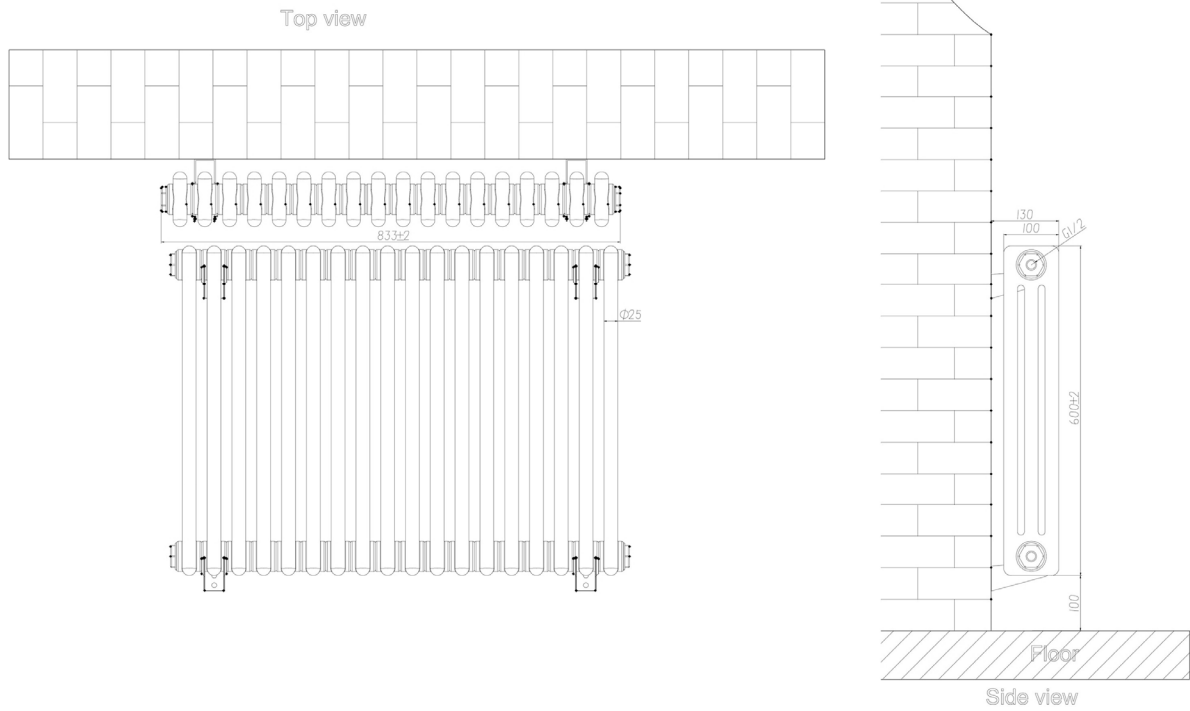 Top view
833±2
Φ25
130
100
G1/2
600±2
100
Floor
Side view